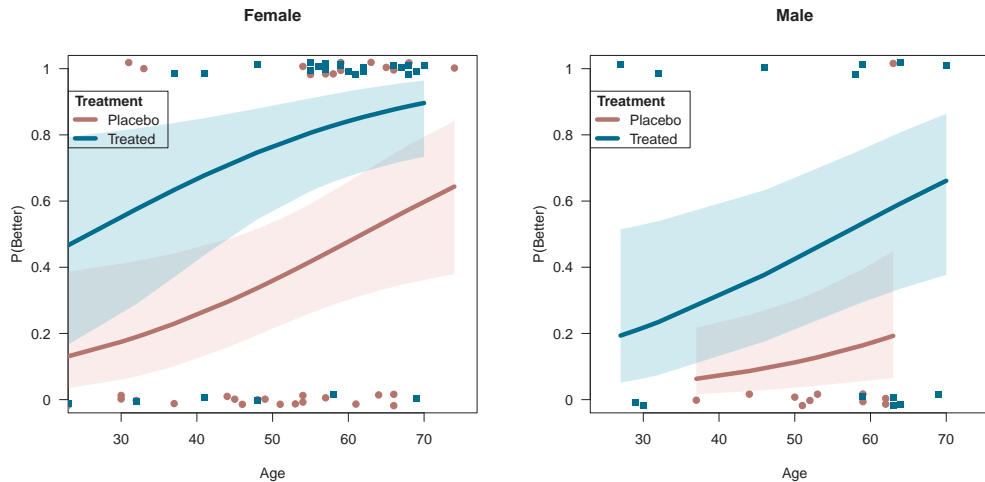 Female
1
0.8
0.6
0.4
0.2
0
P(Better)
Treatment
Placebo
Treated
30
40
50
60
70
Age
Male
1
0.8
0.6
0.4
0.2
0
P(Better)
Treatment
Placebo
Treated
30
40
50
60
70
Age